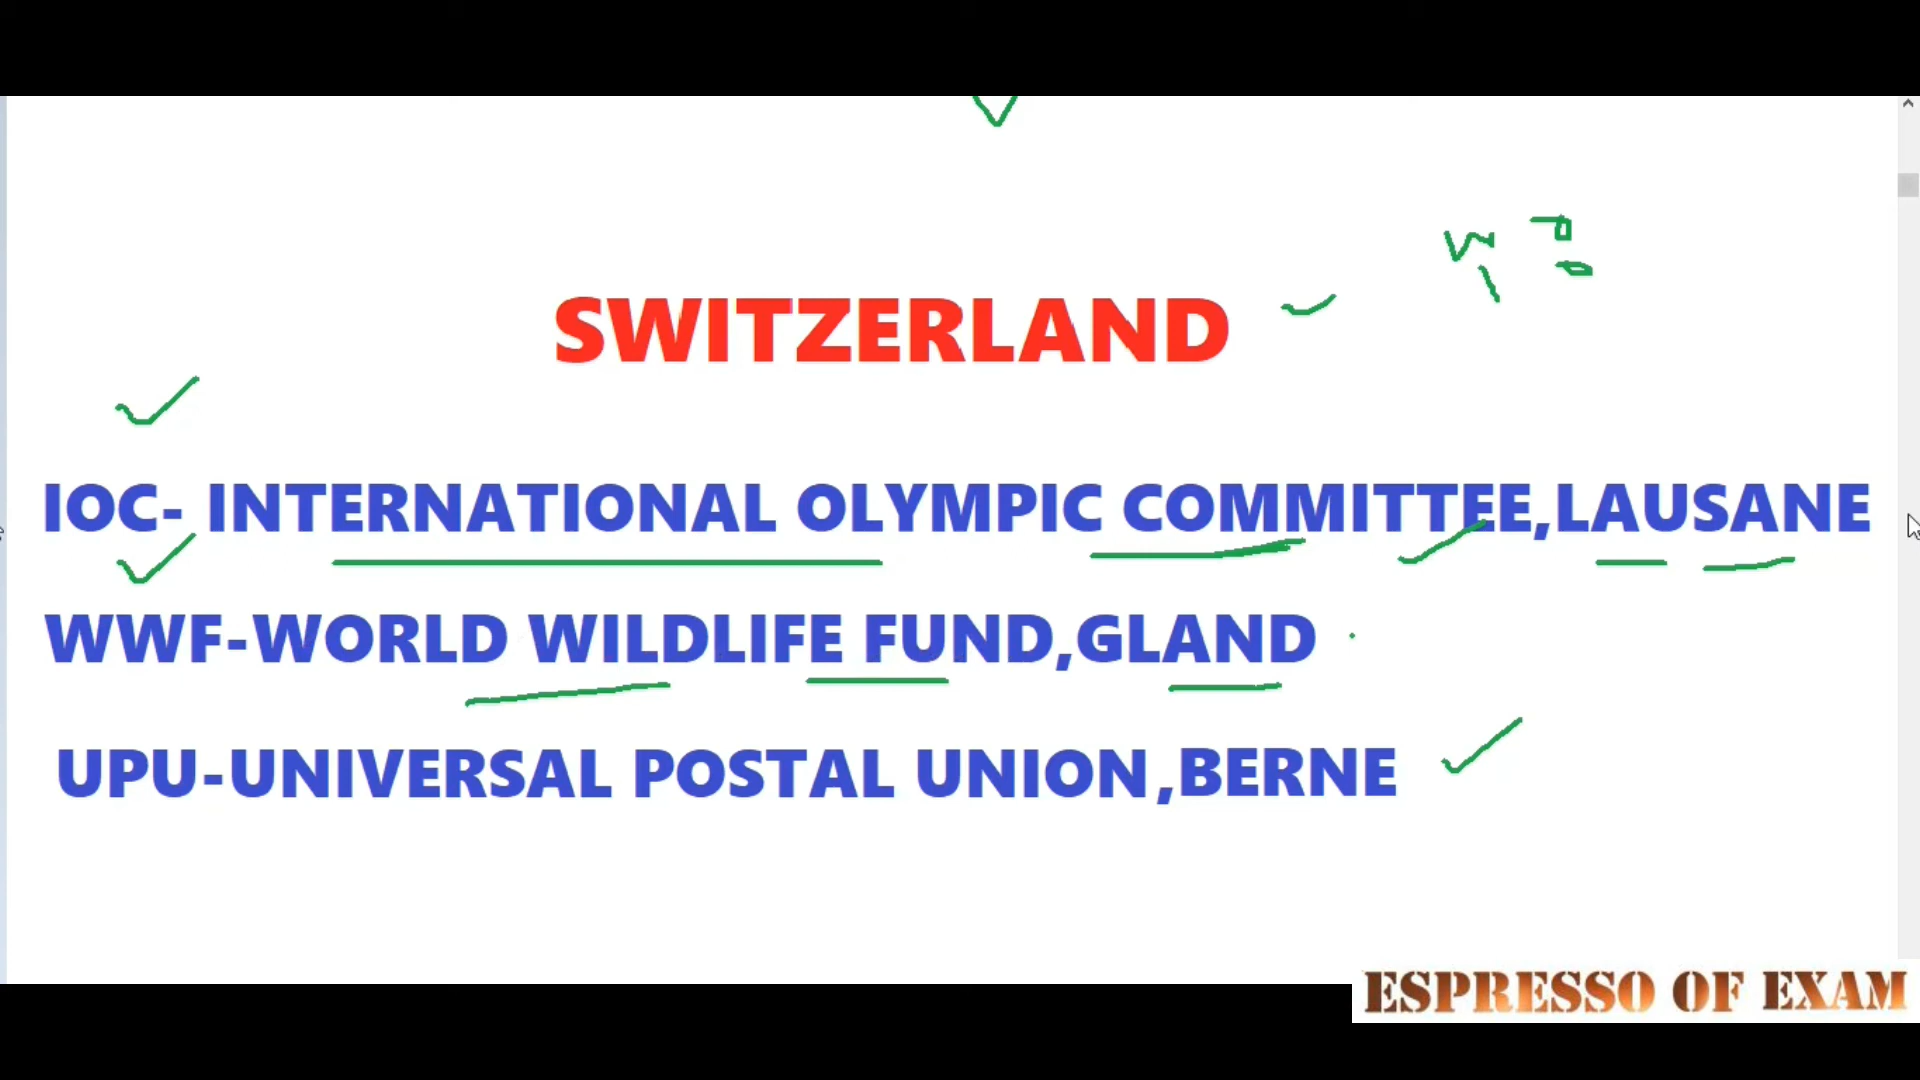 SWITZERLAND
IOC- INTERNATIONAL OLYMPIC COMMITTEE,LAUSANE
WWF-WORLD WILDLIFE FUND,GLAND
UPU-UNIVERSAL POSTAL UNION,BERNE
ESPRESSO OF EXAM